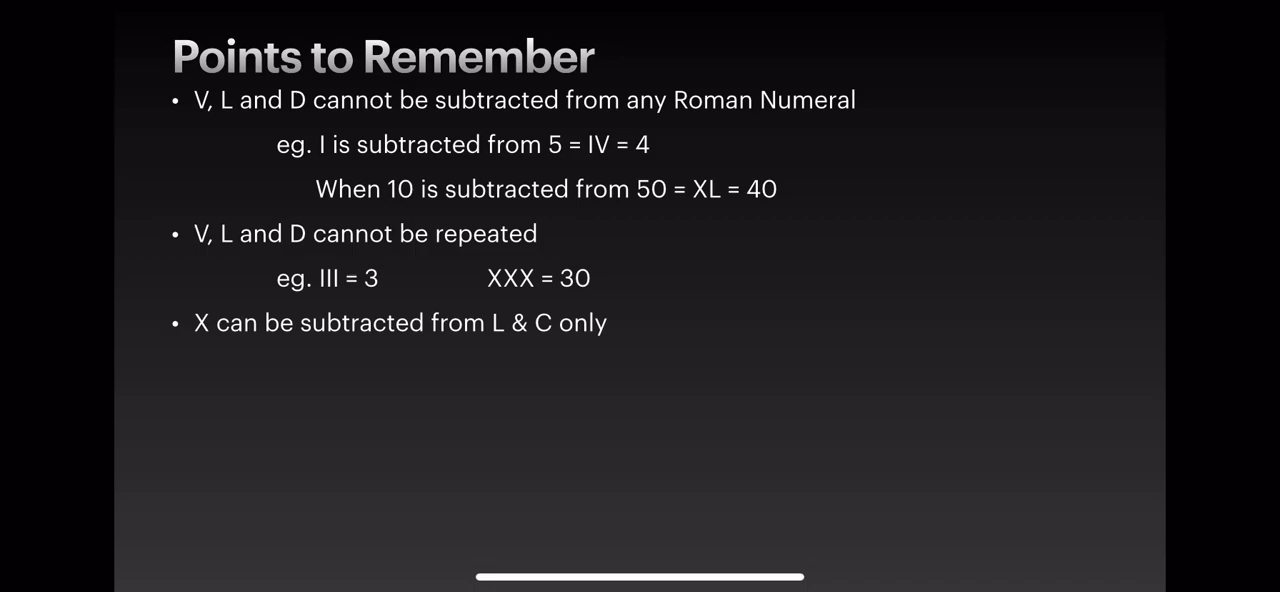 Points to Remember
• V, L and D cannot be subtracted from any Roman Numeral
eg. I is subtracted from 5 = IV = 4
When 10 is subtracted from 50 = XL = 40
• V, L and D cannot be repeated
eg. III = 3 XXX = 30
• X can be subtracted from L & C only